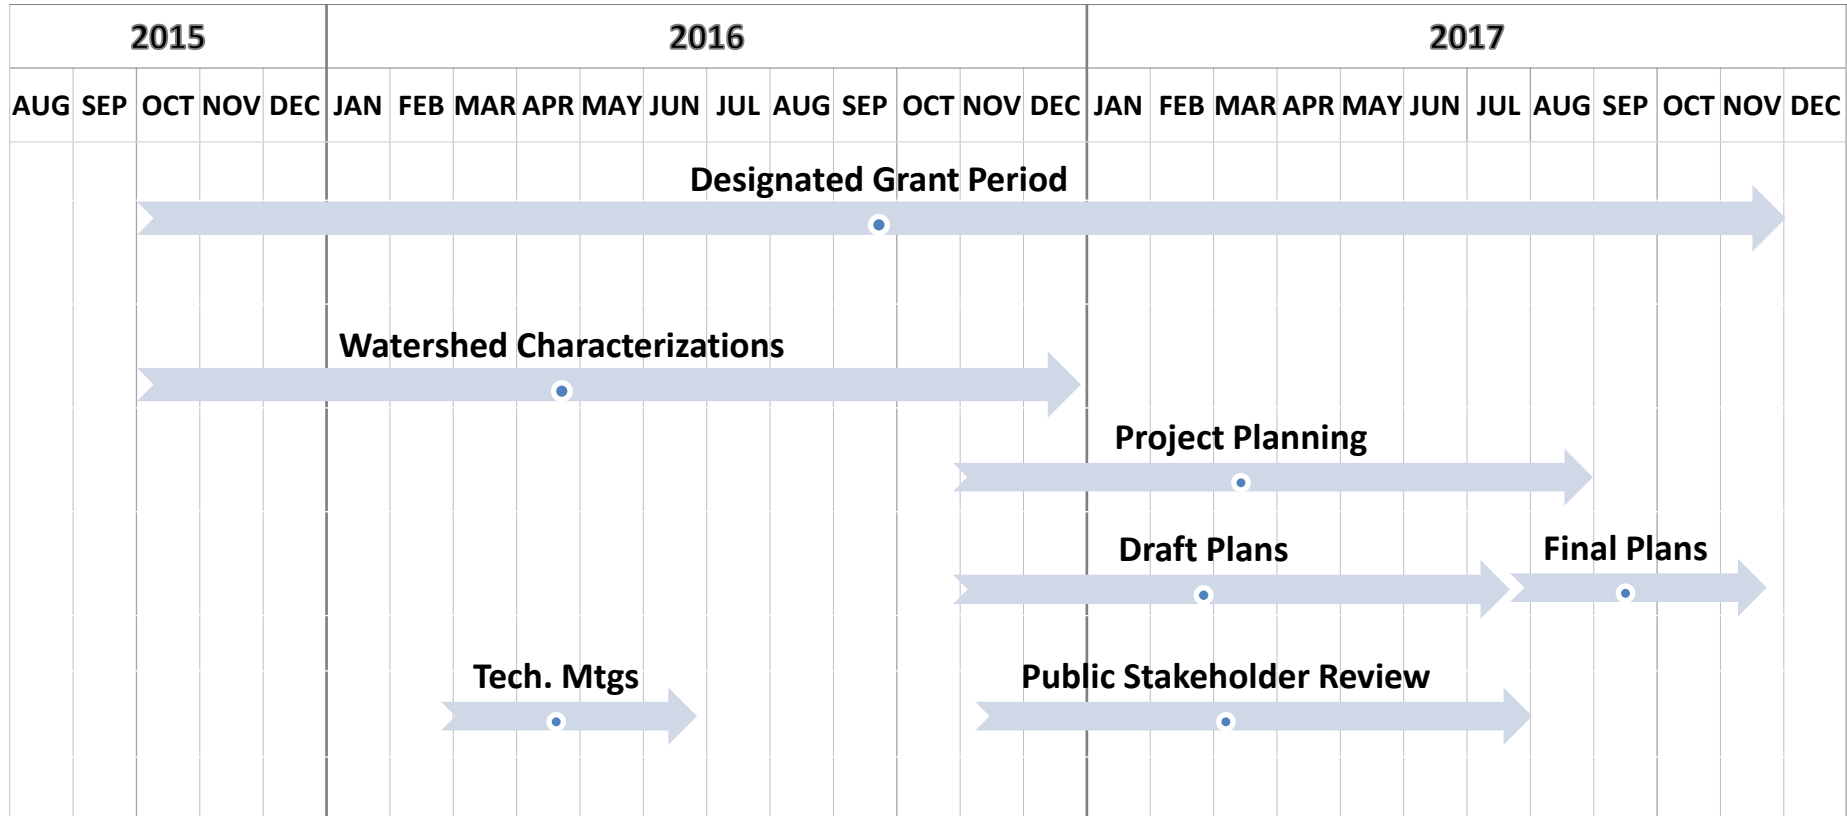 2015 2016 2017
AUG SEP OCT NOV DEC JAN FEB MAR APR MAY JUN JUL AUG SEP OCT NOV DEC JAN FEB MAR APR MAY JUN JUL AUG SEP OCT NOV DEC
Designated Grant Period
Watershed Characterizations
Project Planning
Draft Plans Final Plans
Tech. Mtgs Public Stakeholder Review